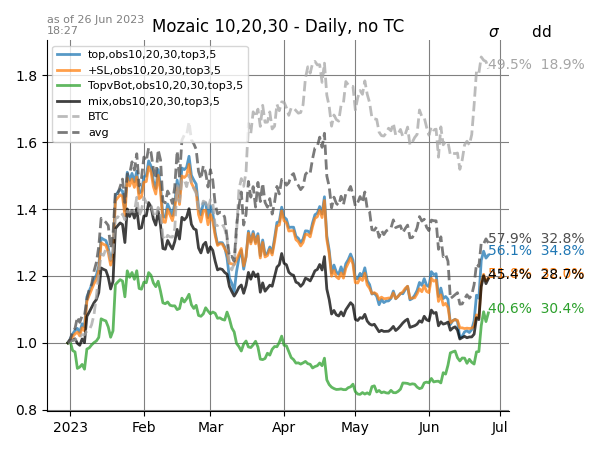 as of 26 Jun 2023
18:27
Mozaic 10,20,30 - Daily, no TC
σ dd
top,obs10,20,30,top3,5
+SL,obs10,20,30,top3,5
TopvBot,obs10,20,30,top3,5
mix,obs10,20,30,top3,5
BTC
avg
49.5% 18.9%
57.9% 32.8%
56.1% 34.8%
45.4% 28.7%
40.6% 30.4%
1.8
1.6
1.4
1.2
1.0
0.8
2023 Feb Mar Apr May Jun Jul